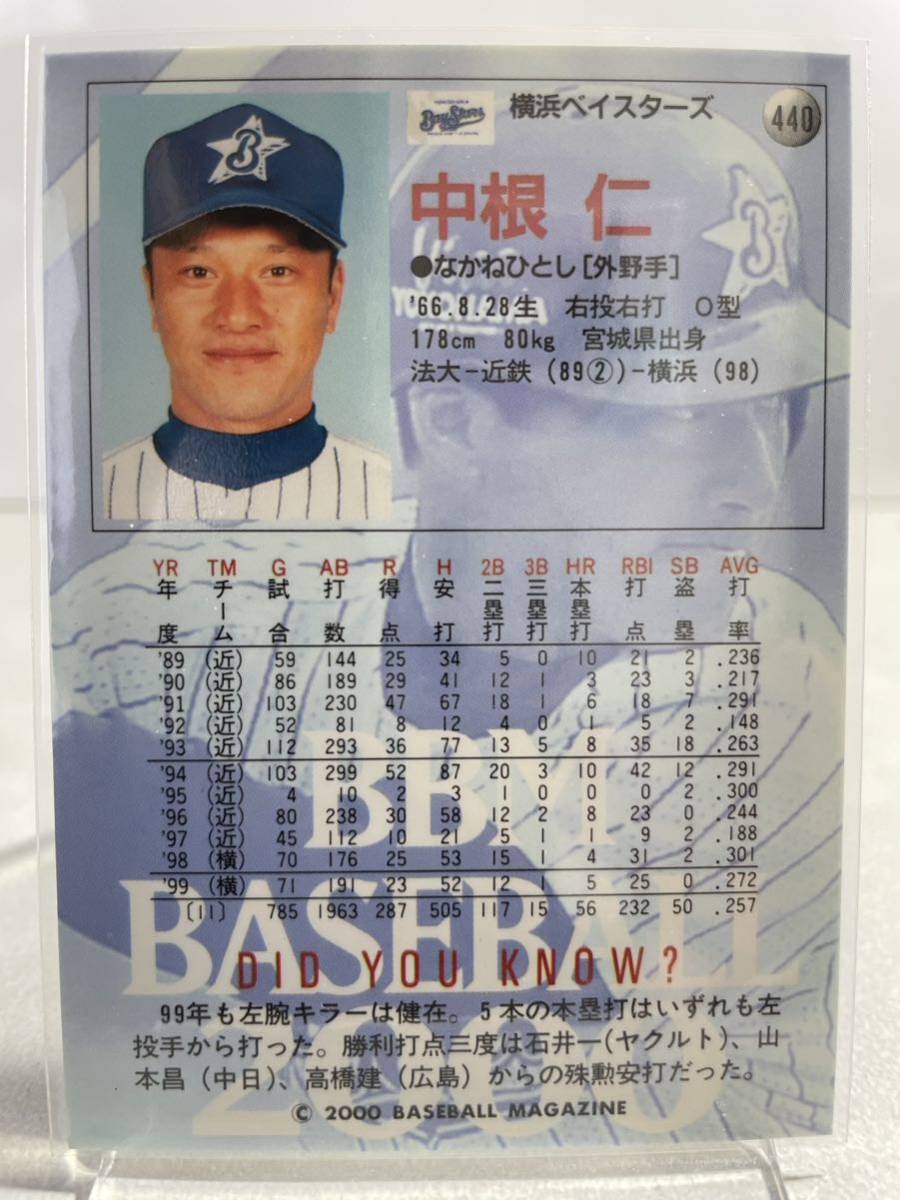 BayStars
横浜ベイスターズ
440
中根 仁
●なかねひとし［外野手］
'66.8.28生 右投右打 O型
178cm 80kg 宮城県出身
法大－近鉄（89②）－横浜（98）
YR TM G AB R H 2B 3B HR RBI SB AVG
年度 チーム 試合 打数 得点 安打 二塁打 三塁打 本塁打 打点 盗塁 打率
'89 (近) 59 144 25 34 5 0 10 21 2 .236
'90 (近) 86 189 29 41 12 1 3 23 3 .217
'91 (近) 103 230 47 67 18 1 6 18 7 .291
'92 (近) 52 81 8 12 4 0 1 5 2 .148
'93 (近) 112 293 36 77 13 5 8 35 18 .263
'94 (近) 103 299 52 87 20 3 10 42 12 .291
'95 (近) 4 10 2 3 1 0 0 0 2 .300
'96 (近) 80 238 30 58 12 2 8 23 0 .244
'97 (近) 45 112 10 21 5 1 1 9 2 .188
'98 (横) 70 176 25 53 15 1 4 31 2 .301
'99 (横) 71 191 23 52 12 1 5 25 0 .272
〔11〕 785 1963 287 505 117 15 56 232 50 .257
BBM
BASEBALL
2000
DID YOU KNOW?
99年も左腕キラーは健在。5本の本塁打はいずれも左
投手から打った。勝利打点三度は石井一（ヤクルト）、山
本昌（中日）、高橋建（広島）からの殊勲安打だった。
© 2000 BASEBALL MAGAZINE